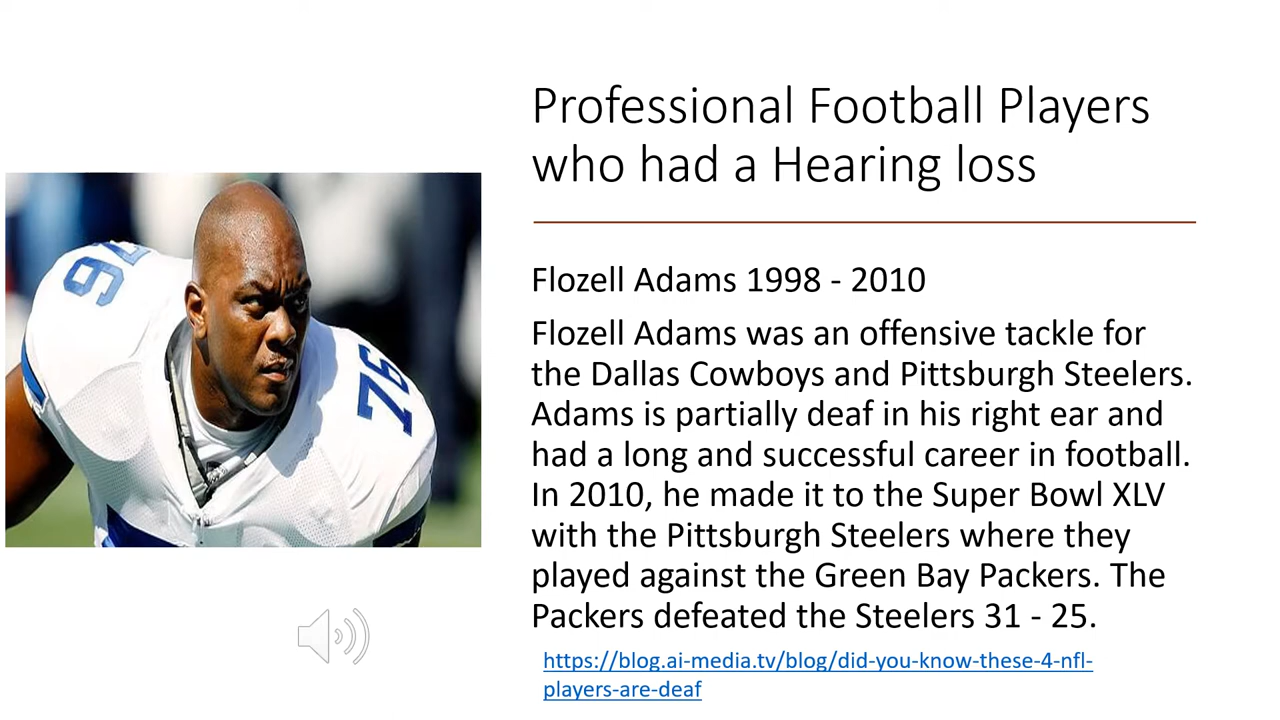 Professional Football Players
who had a Hearing loss
Flozell Adams 1998 - 2010
Flozell Adams was an offensive tackle for
the Dallas Cowboys and Pittsburgh Steelers.
Adams is partially deaf in his right ear and
had a long and successful career in football.
In 2010, he made it to the Super Bowl XLV
with the Pittsburgh Steelers where they
played against the Green Bay Packers. The
Packers defeated the Steelers 31 - 25.
https://blog.ai-media.tv/blog/did-you-know-these-4-nfl-
players-are-deaf
76
76